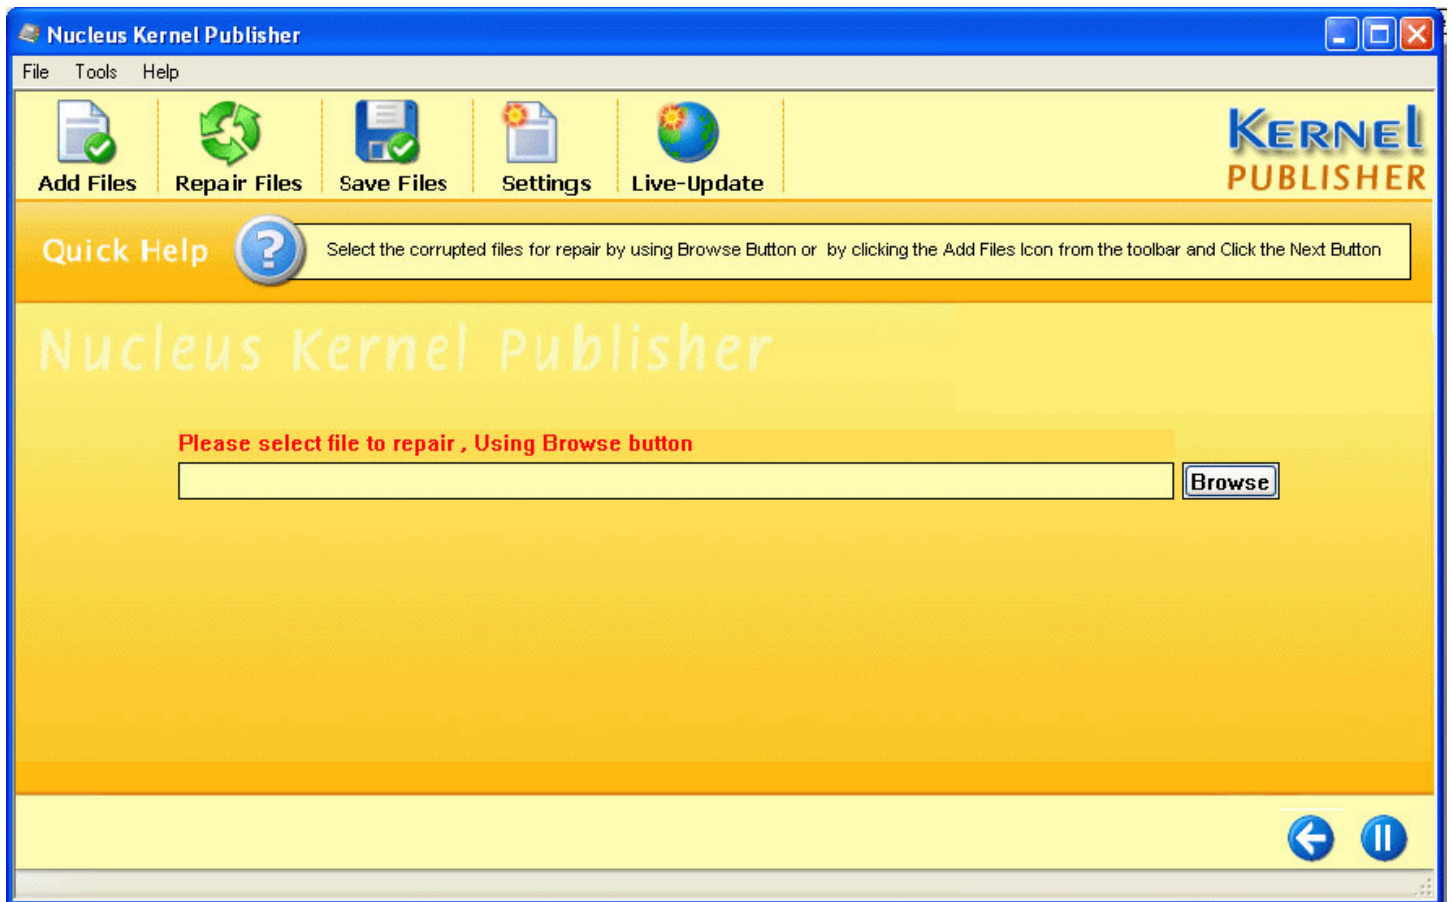 Nucleus Kernel Publisher
File Tools Help
Add Files Repair Files Save Files Settings Live-Update
KERNEl
PUBLISHER
Quick Help ? Select the corrupted files for repair by using Browse Button or by clicking the Add Files Icon from the toolbar and Click the Next Button
Nucleus Kernel Publisher
Please select file to repair , Using Browse button
Browse